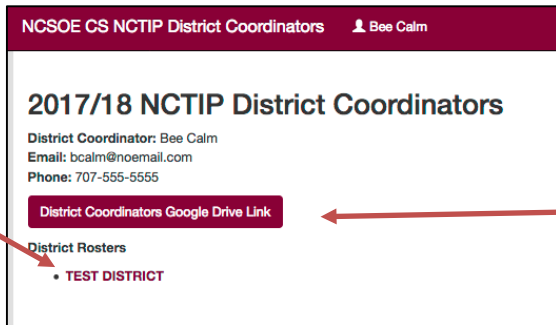 NCSOE CS NCTIP District Coordinators Bee Calm
2017/18 NCTIP District Coordinators
District Coordinator: Bee Calm
Email: bcalm@noemail.com
Phone: 707-555-5555
District Coordinators Google Drive Link
District Rosters
• TEST DISTRICT